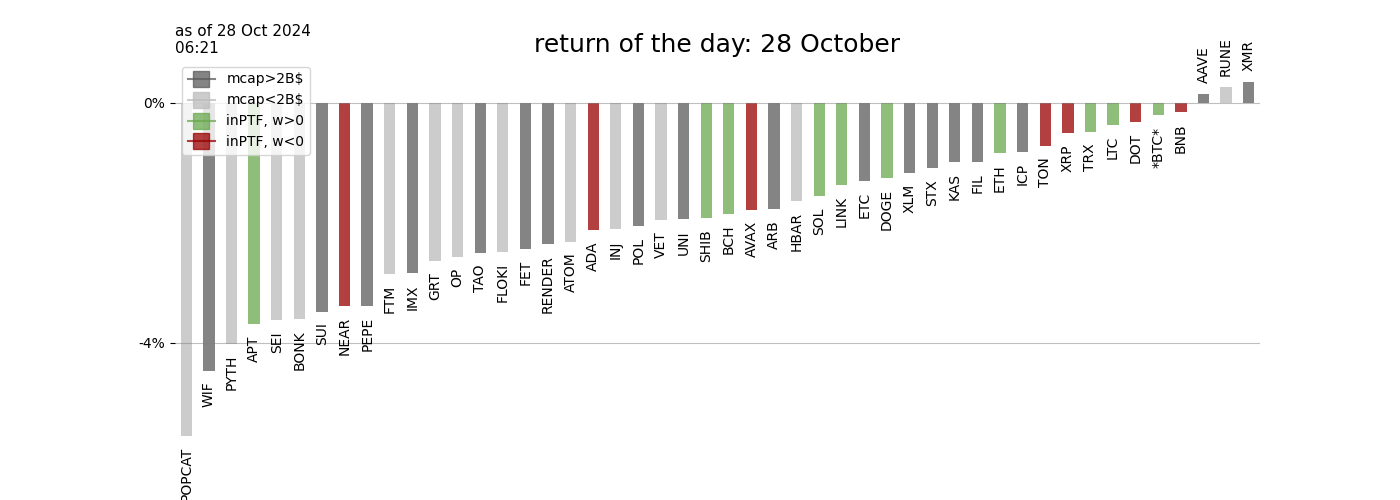 as of 28 Oct 2024
06:21
return of the day: 28 October
mcap>2B$
mcap<2B$
inPTF, w>0
inPTF, w<0
0%
-4%
POPCAT
WIF
PYTH
APT
SEI
BONK
SUI
NEAR
PEPE
FTM
IMX
GRT
OP
TAO
FLOKI
FET
RENDER
ATOM
ADA
INJ
POL
VET
UNI
SHIB
BCH
AVAX
ARB
HBAR
SOL
LINK
ETC
DOGE
XLM
STX
KAS
FIL
ETH
ICP
TON
XRP
TRX
LTC
DOT
*BTC*
BNB
AAVE
RUNE
XMR